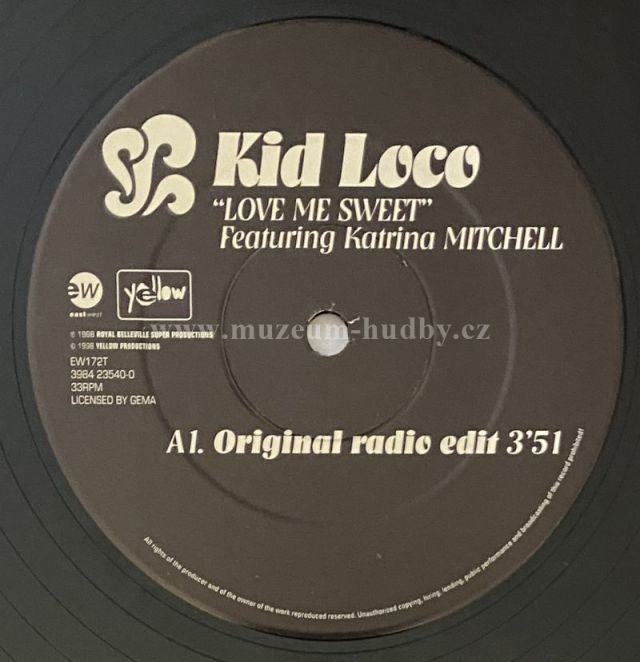 Kid Loco
“LOVE ME SWEET”
Featuring Katrina MITCHELL
ew
eastwest
yellow
© 1998 ROYAL BELLEVILLE SUPER PRODUCTIONS
© 1998 YELLOW PRODUCTIONS
www.muzeum-hudby.cz
EW172T
3984 23540-0
33RPM
LICENSED BY GEMA
A1. Original radio edit 3'51
All rights of the producer and of the owner of the work reproduced reserved. Unauthorised copying, hiring, lending, public performance and broadcasting of this record prohibited!